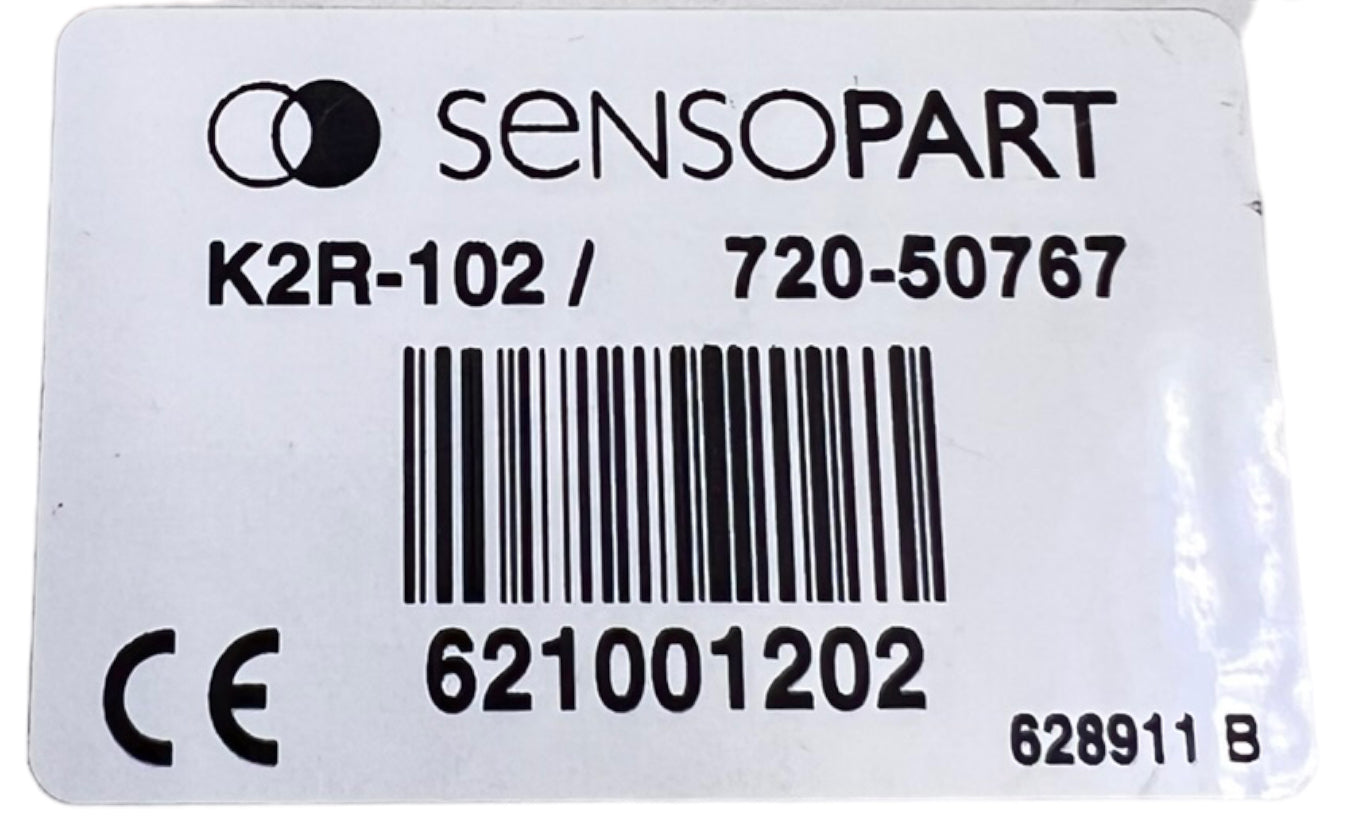 SENSOPART
K2R-102 / 720-50767
621001202
CE
628911 B